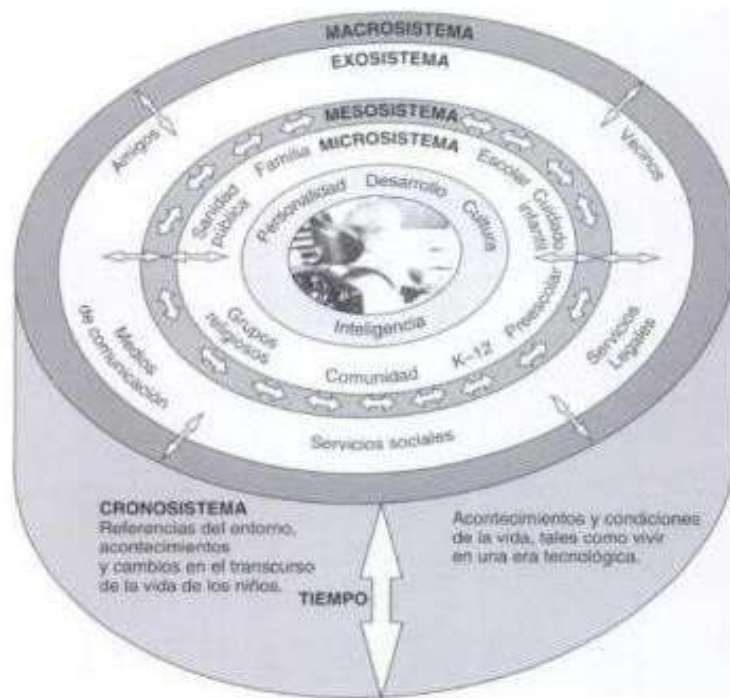 MACROSISTEMA
EXOSISTEMA
MESOSISTEMA
MICROSISTEMA
Amigos
Vecinos
Familia
Escolar
Sanidad
pública
Cuidado
infantil
Personalidad
Desarrollo
Cultura
Inteligencia
Grupos
religiosos
Comunidad
K-12
Preescolar
Medios
de comunicación
Servicios sociales
Servicios
Legales
CRONOSISTEMA
Referencias del entorno,
acontecimientos
y cambios en el transcurso
de la vida de los niños.
TIEMPO
Acontecimientos y condiciones
de la vida, tales como vivir
en una era tecnológica.